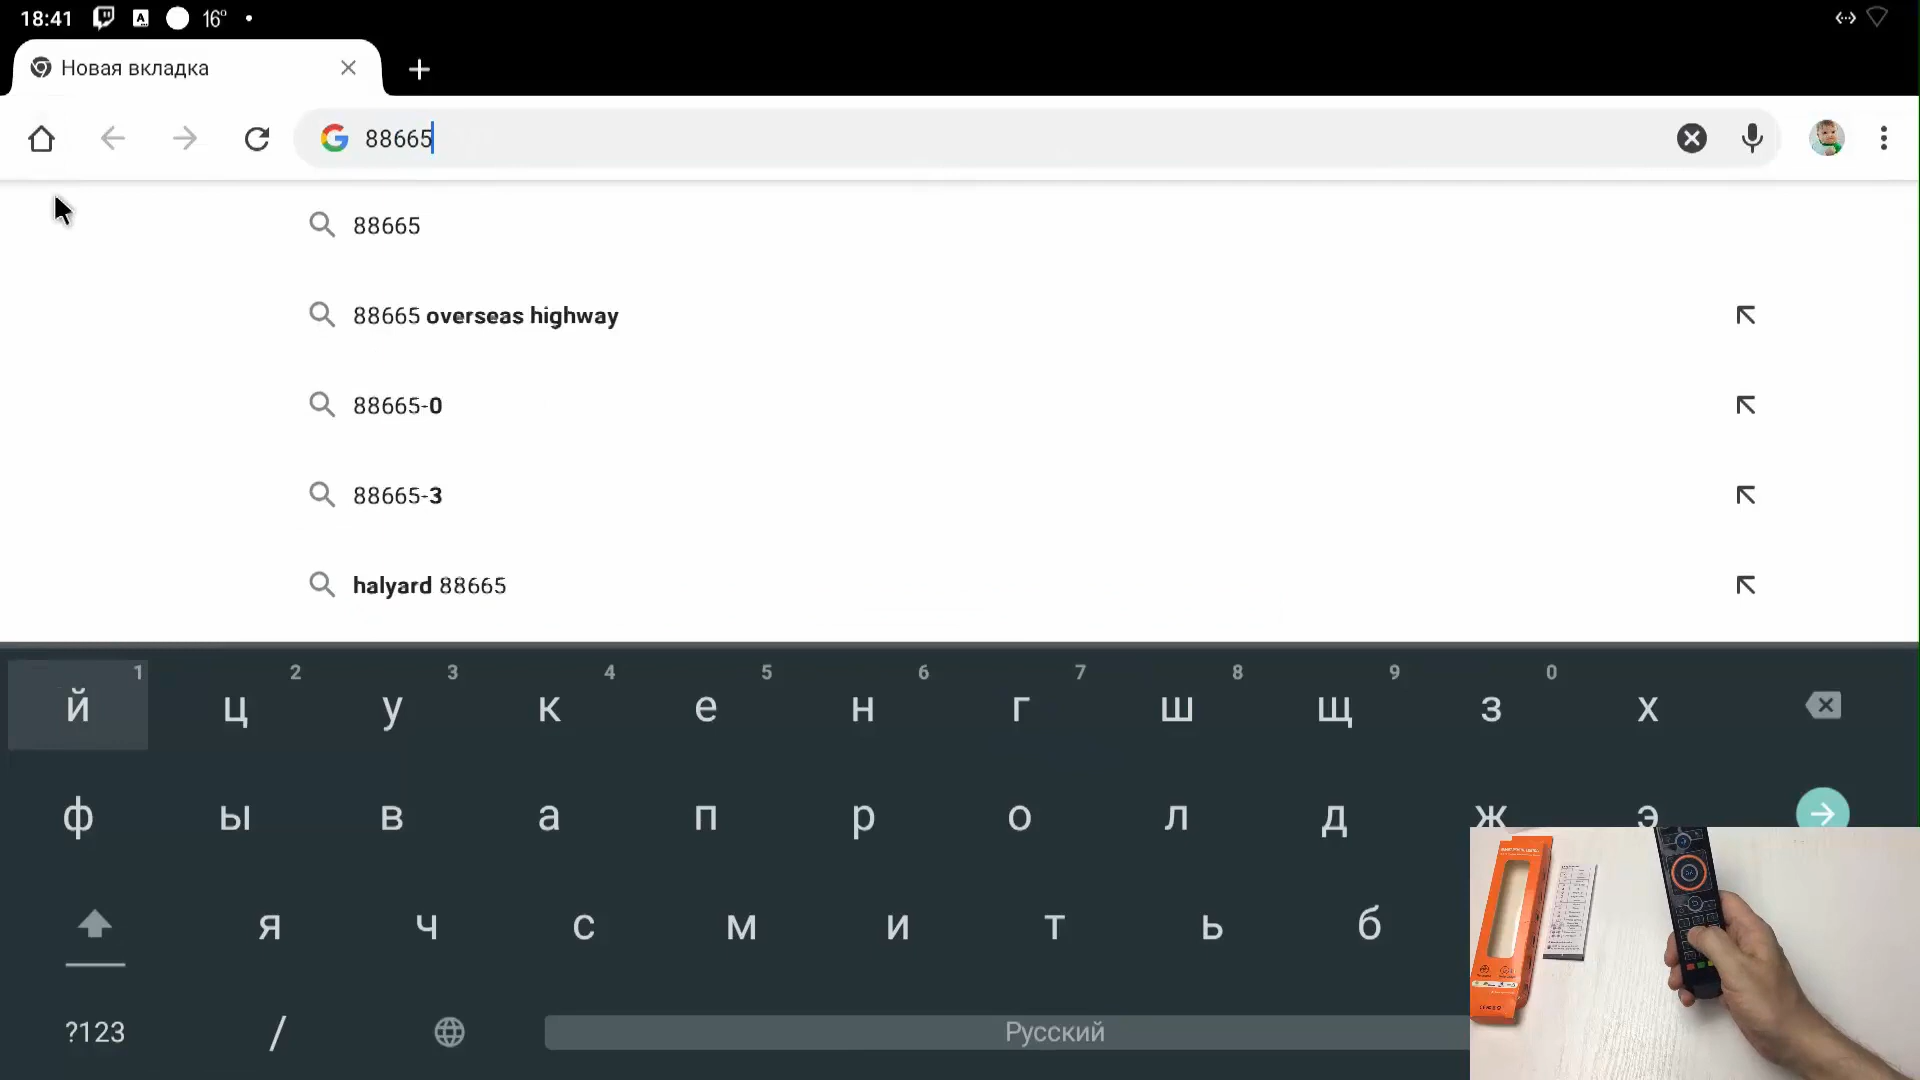 18:41 A 16°
Новая вкладка
88665
88665
88665 overseas highway
88665-0
88665-3
halyard 88665
1 2 3 4 5 6 7 8 9 0
й ц у к е н г ш щ з х
ф ы в а п р о л д ж э
я ч с м и т ь б
?123 / Русский